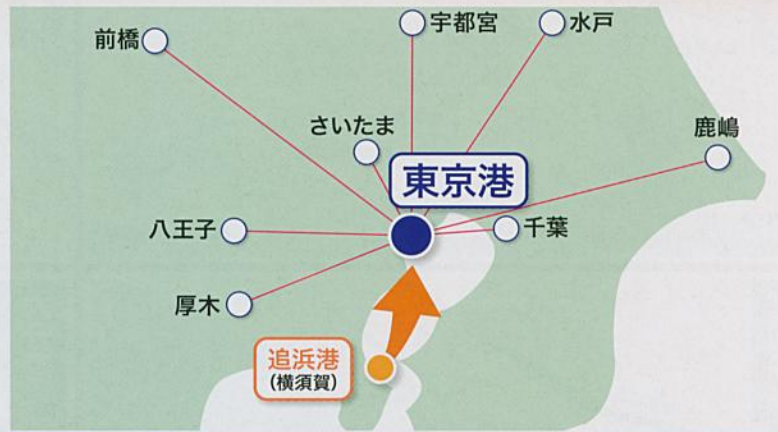 前橋
宇都宮
水戸
さいたま
鹿嶋
東京港
八王子
千葉
厚木
追浜港
(横須賀)